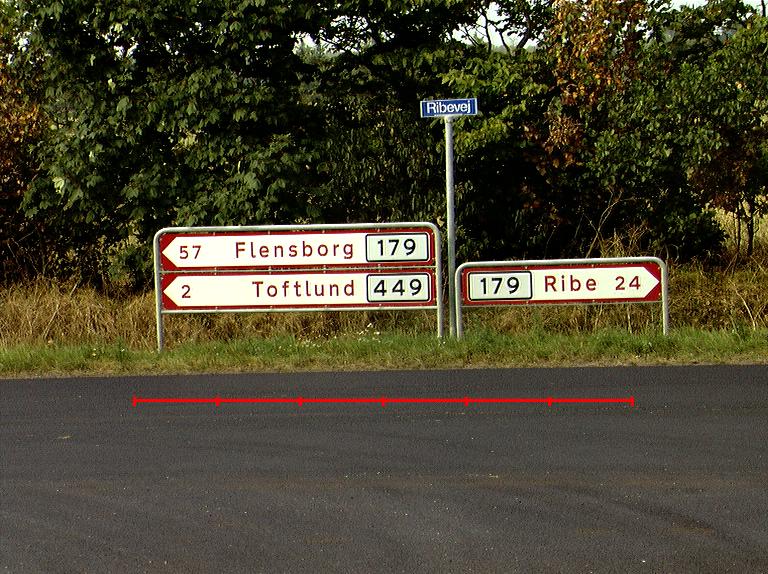 Ribevej
57 Flensborg 179
2 Toftlund 449
179 Ribe 24